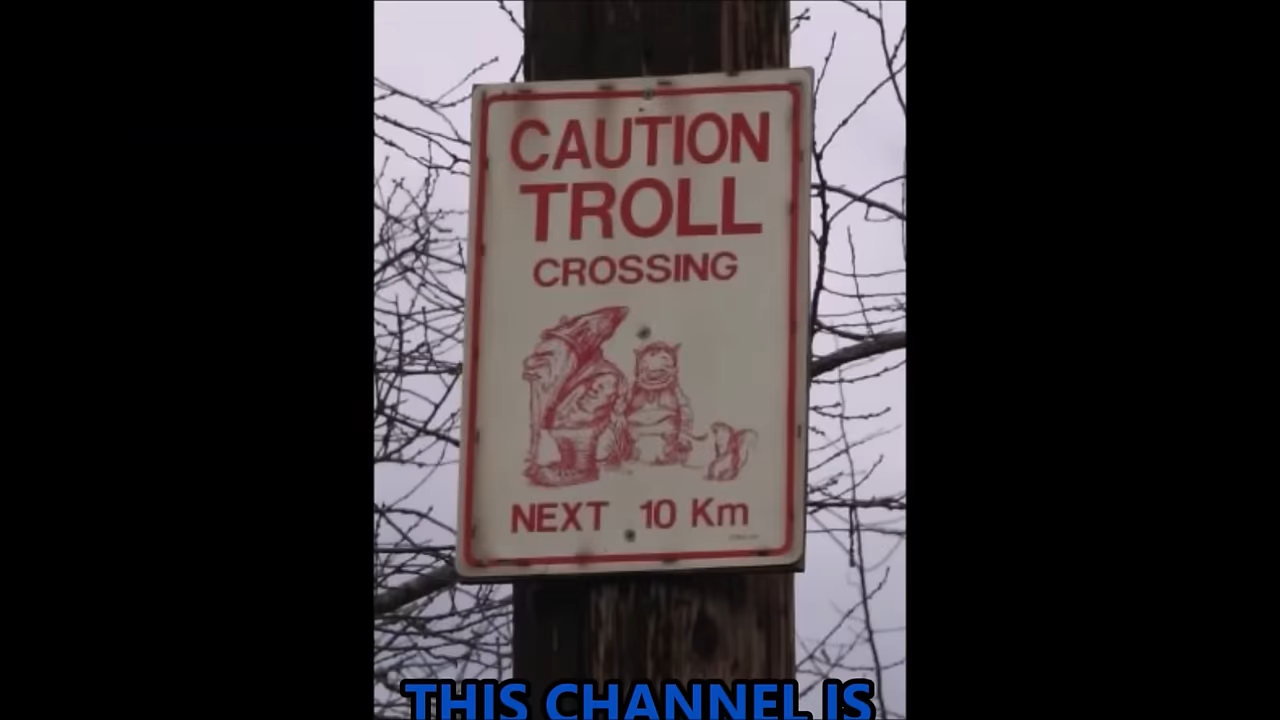 CAUTION
TROLL
CROSSING
NEXT 10 Km
THIS CHANNEL IS